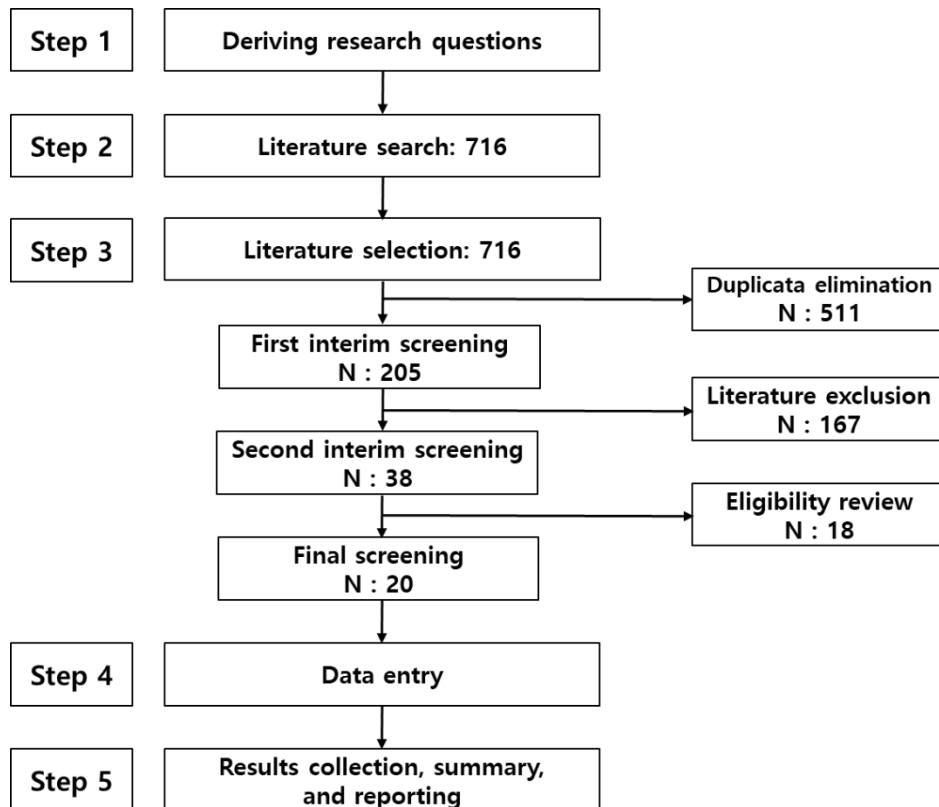 Step 1
Deriving research questions
Step 2
Literature search: 716
Step 3
Literature selection: 716
Duplicata elimination
N : 511
First interim screening
N : 205
Literature exclusion
N : 167
Second interim screening
N : 38
Eligibility review
N : 18
Final screening
N : 20
Step 4
Data entry
Step 5
Results collection, summary,
and reporting